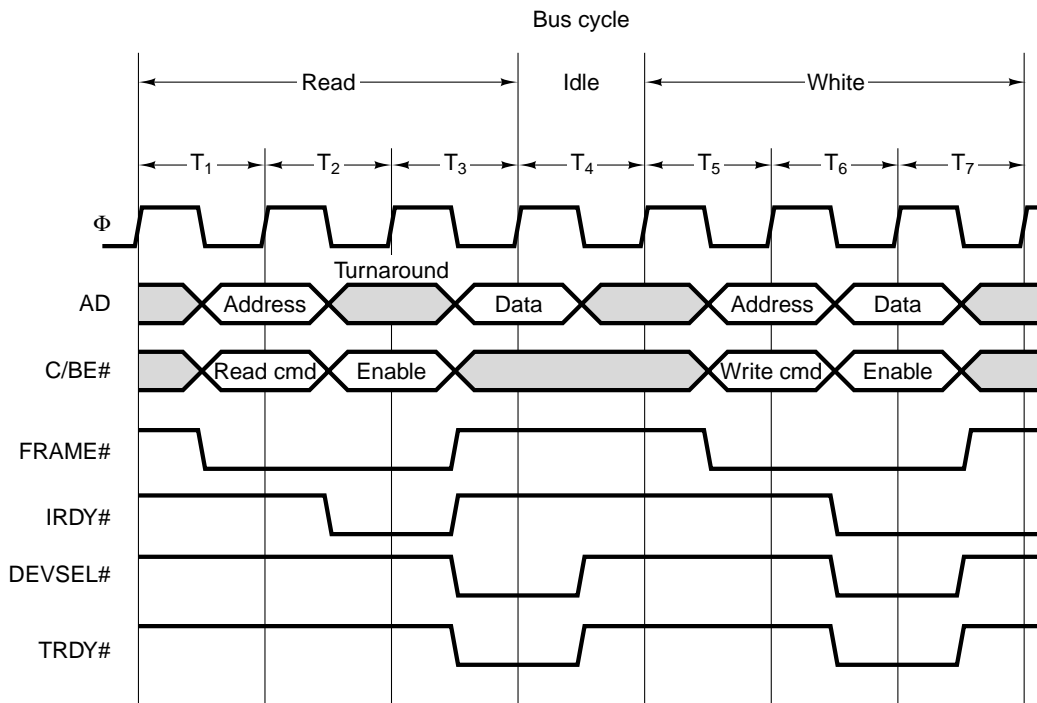 Bus cycle
Read Idle White
T1 T2 T3 T4 T5 T6 T7
Φ
Turnaround
AD Address Data Address Data
C/BE# Read cmd Enable Write cmd Enable
FRAME#
IRDY#
DEVSEL#
TRDY#